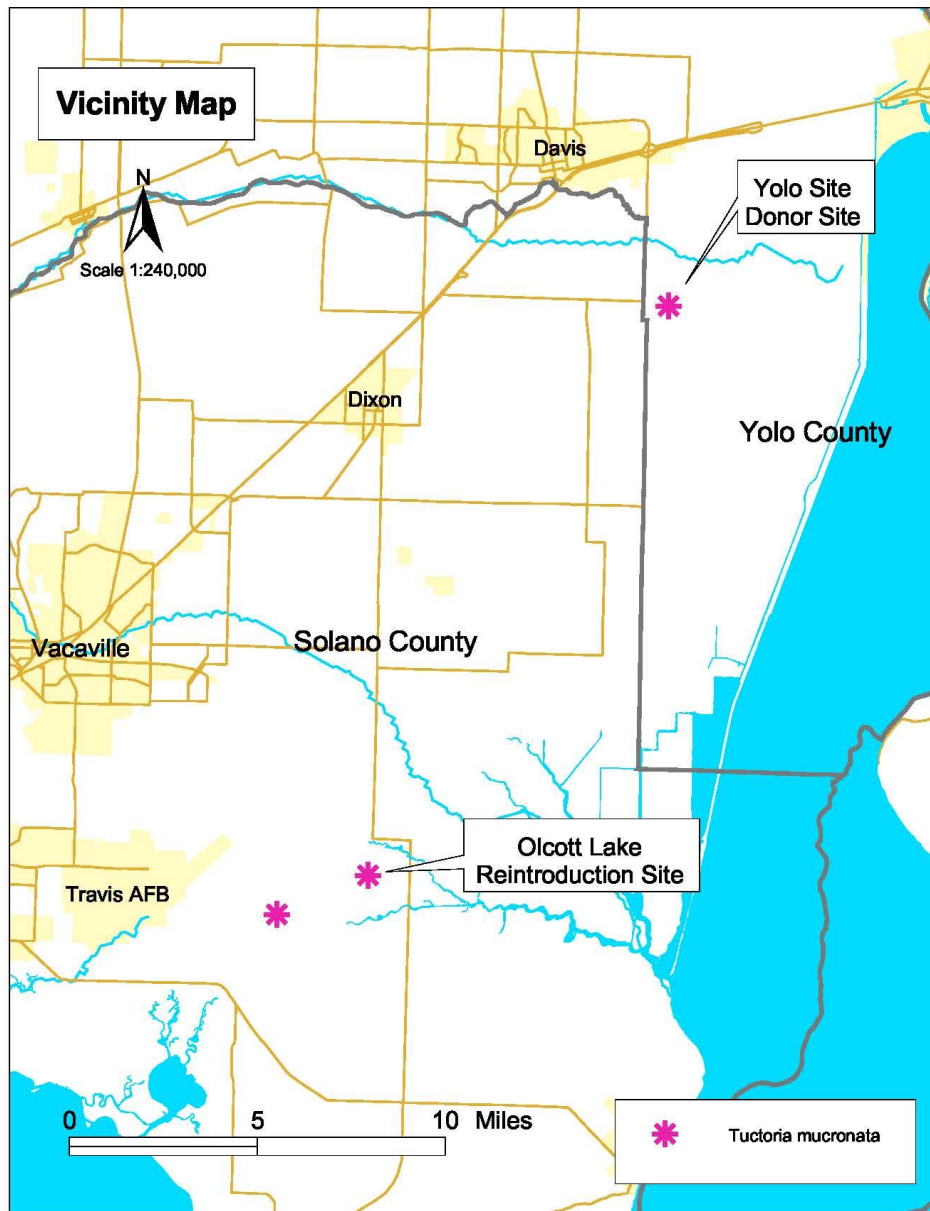 Vicinity Map
Davis
N
Yolo Site
Donor Site
Scale 1:240,000
Dixon
Yolo County
Solano County
Vacaville
Olcott Lake
Reintroduction Site
Travis AFB
0 5 10 Miles
Tuctoria mucronata